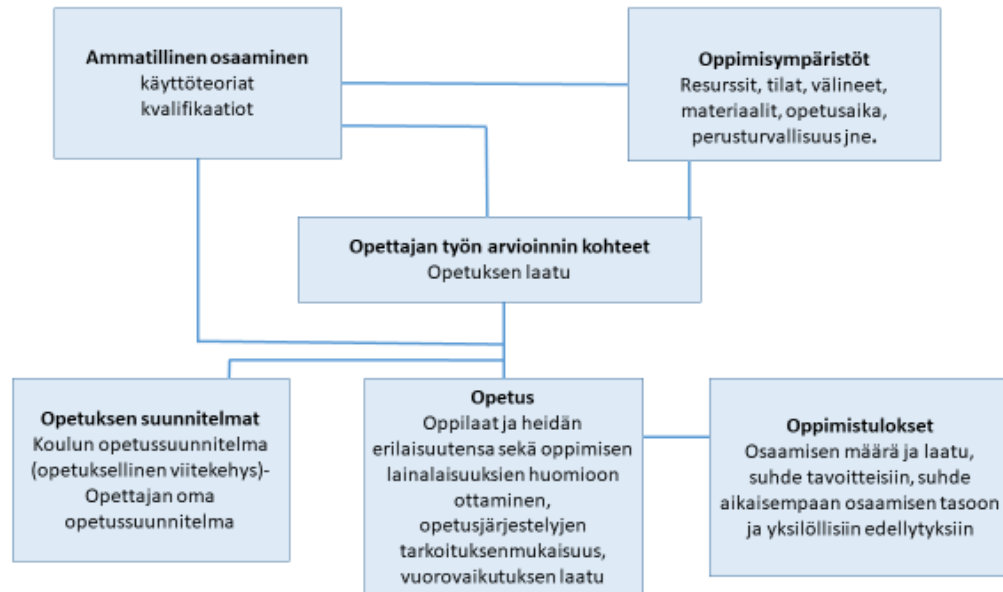 Ammatillinen osaaminen
käyttöteoriat
kvalifikaatiot
Oppimisympäristöt
Resurssit, tilat, välineet,
materiaalit, opetusaika,
perusturvallisuus jne.
Opettajan työn arvioinnin kohteet
Opetuksen laatu
Opetuksen suunnitelmat
Koulun opetussuunnitelma
(opetuksellinen viitekehys)-
Opettajan oma
opetussuunnitelma
Opetus
Oppilaat ja heidän
erilaisuutensa sekä oppimisen
lainalaisuuksien huomioon
ottaminen,
opetusjärjestelyjen
tarkoituksenmukaisuus,
vuorovaikutuksen laatu
Oppimistulokset
Osaamisen määrä ja laatu,
suhde tavoitteisiin, suhde
aikaisempaan osaamisen tasoon
ja yksilöllisiin edellytyksiin